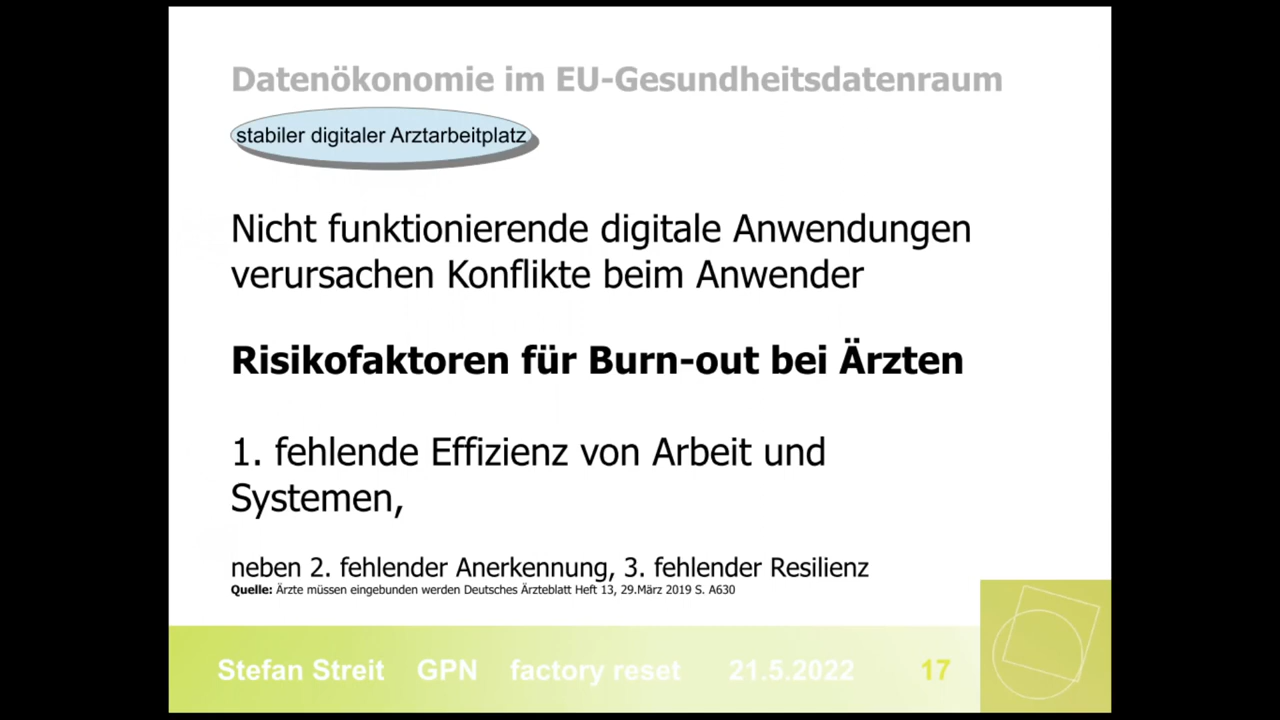 Datenökonomie im EU-Gesundheitsdatenraum
stabiler digitaler Arztarbeitplatz
Nicht funktionierende digitale Anwendungen
verursachen Konflikte beim Anwender
Risikofaktoren für Burn-out bei Ärzten
1. fehlende Effizienz von Arbeit und
Systemen,
neben 2. fehlender Anerkennung, 3. fehlender Resilienz
Quelle: Ärzte müssen eingebunden werden Deutsches Ärzteblatt Heft 13, 29.März 2019 S. A630
Stefan Streit GPN factory reset 21.5.2022 17